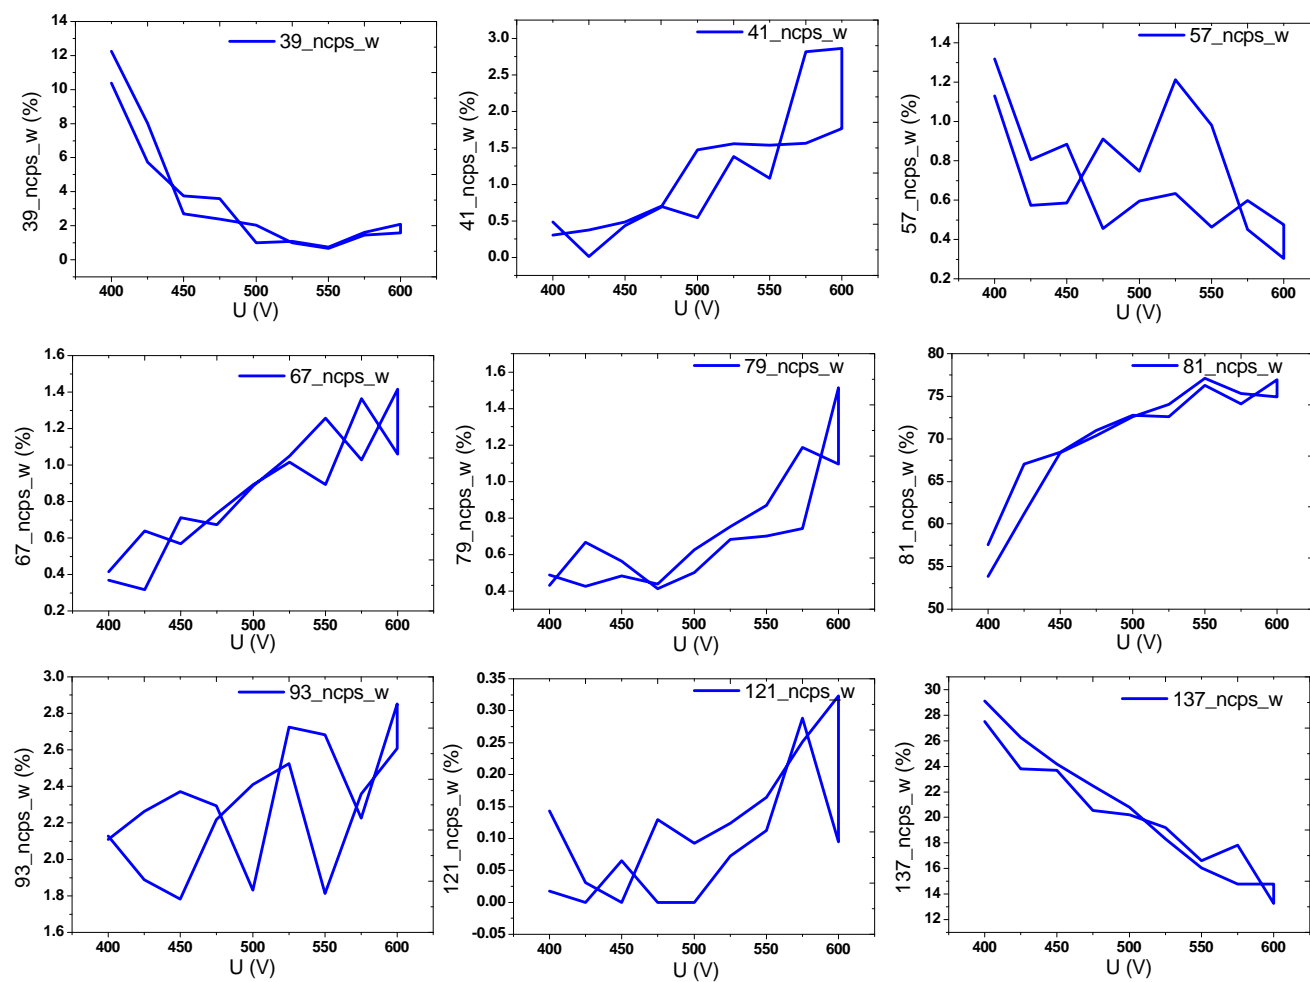 39_ncps_w
39_ncps_w (%)
14
12
10
8
6
4
2
0
400 450 500 550 600
U (V)
41_ncps_w
41_ncps_w (%)
3.0
2.5
2.0
1.5
1.0
0.5
0.0
400 450 500 550 600
U (V)
57_ncps_w
57_ncps_w (%)
1.4
1.2
1.0
0.8
0.6
0.4
0.2
400 450 500 550 600
U (V)
67_ncps_w
67_ncps_w (%)
1.6
1.4
1.2
1.0
0.8
0.6
0.4
0.2
400 450 500 550 600
U (V)
79_ncps_w
79_ncps_w (%)
1.6
1.4
1.2
1.0
0.8
0.6
0.4
400 450 500 550 600
U (V)
81_ncps_w
81_ncps_w (%)
80
75
70
65
60
55
50
400 450 500 550 600
U (V)
93_ncps_w
93_ncps_w (%)
3.0
2.8
2.6
2.4
2.2
2.0
1.8
1.6
400 450 500 550 600
U (V)
121_ncps_w
121_ncps_w (%)
0.35
0.30
0.25
0.20
0.15
0.10
0.05
0.00
-0.05
400 450 500 550 600
U (V)
137_ncps_w
137_ncps_w (%)
30
28
26
24
22
20
18
16
14
12
400 450 500 550 600
U (V)